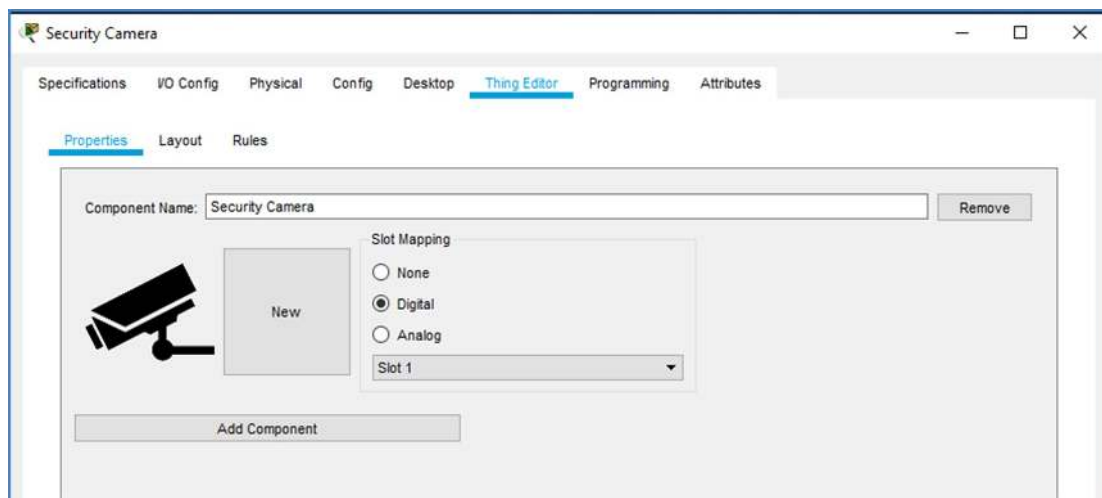 Security Camera
Specifications I/O Config Physical Config Desktop Thing Editor Programming Attributes
Properties Layout Rules
Component Name: Security Camera Remove
Slot Mapping
None
New Digital
Analog
Slot 1
Add Component